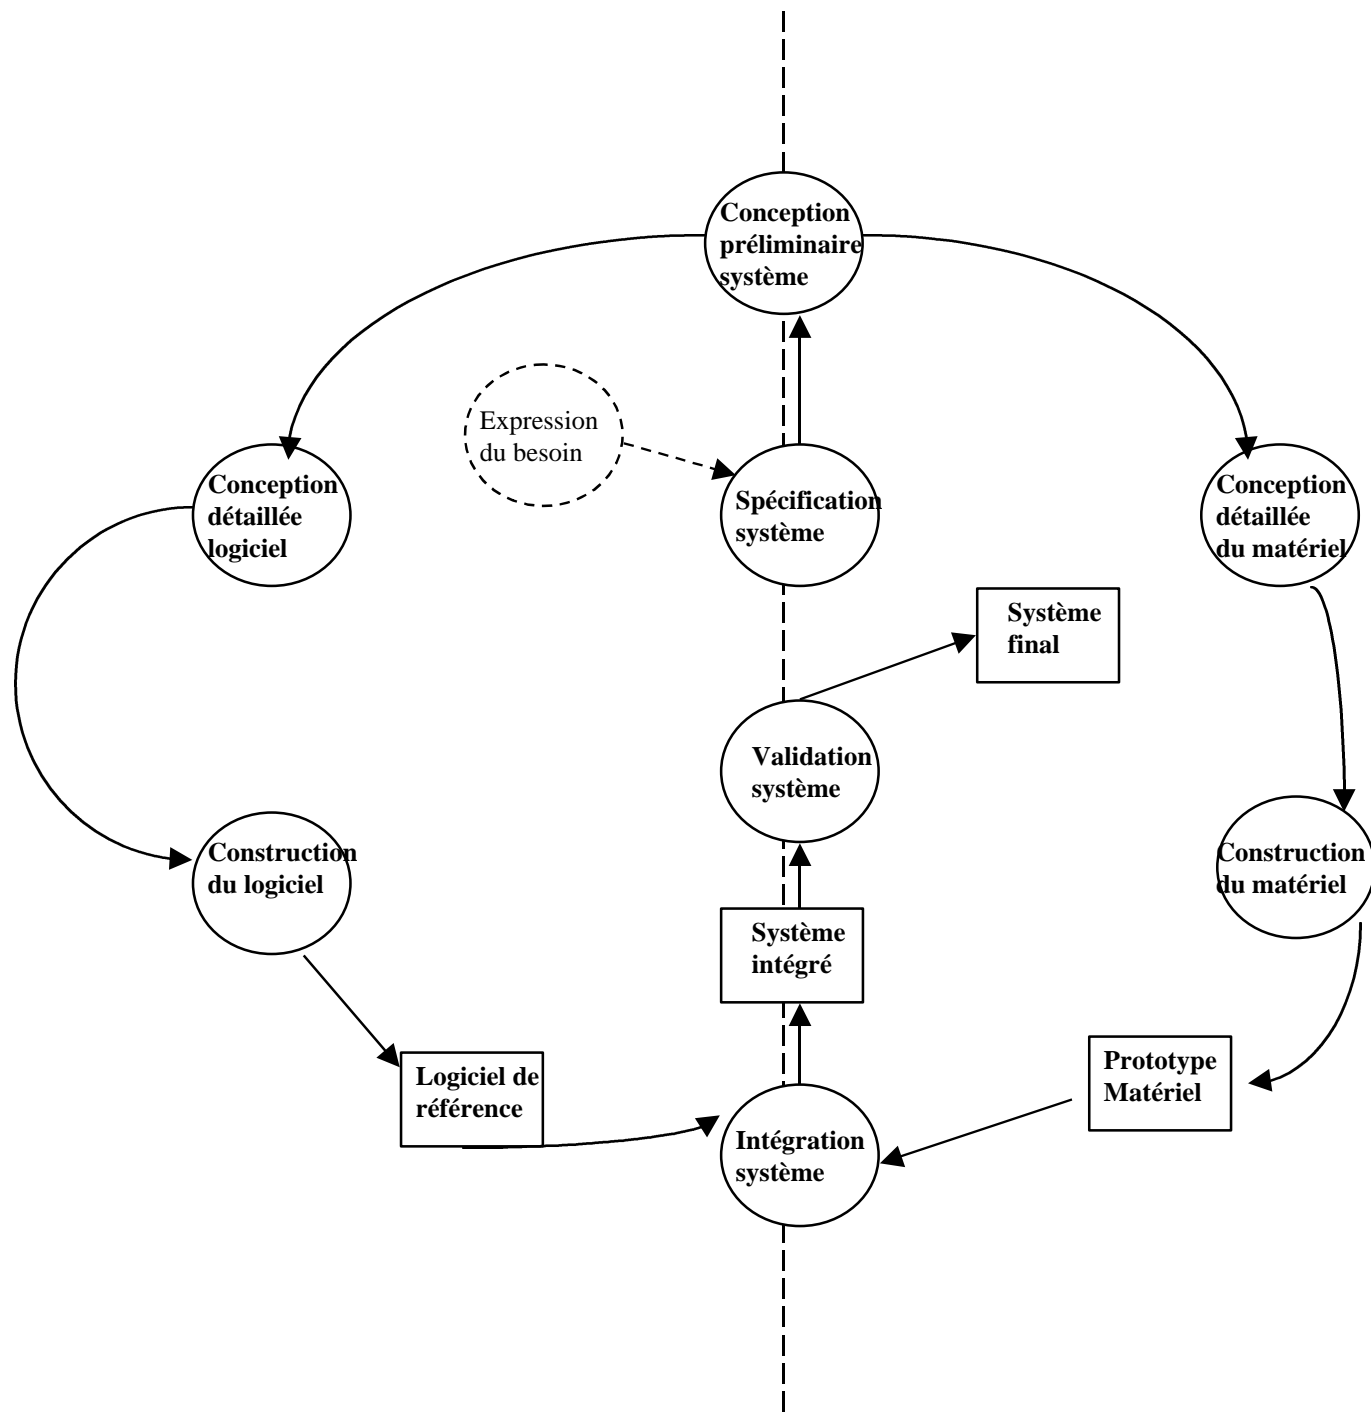 Conception
préliminaire
système
Expression
du besoin
Conception
détaillée
logiciel
Spécification
système
Conception
détaillée
du matériel
Système
final
Validation
système
Construction
du logiciel
Construction
du matériel
Système
intégré
Logiciel de
référence
Prototype
Matériel
Intégration
système